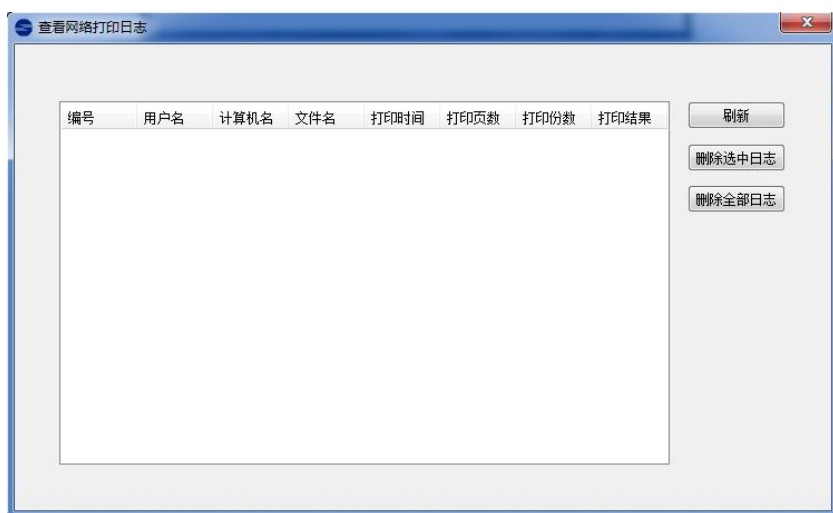 查看网络打印日志
编号 用户名 计算机名 文件名 打印时间 打印页数 打印份数 打印结果
刷新
删除选中日志
删除全部日志